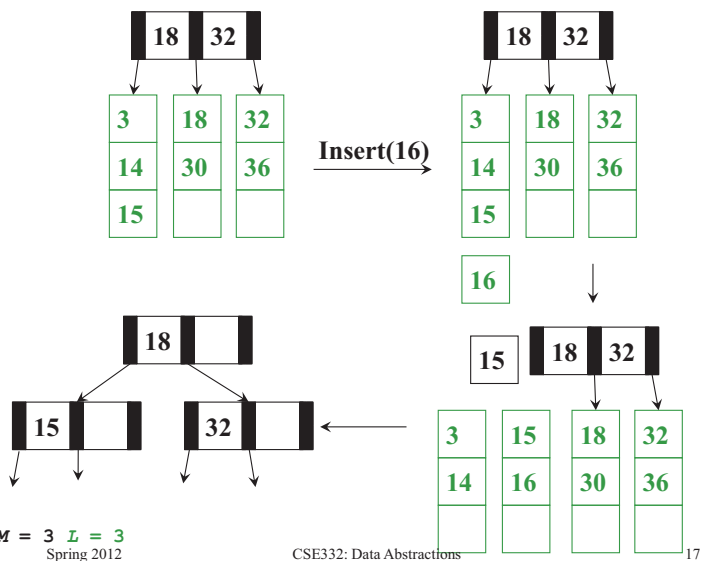 18 32
18 32
3 18 32
14 30 36
15
Insert(16)
3 18 32
14 30 36
15
16
18
15 32
15
18 32
3 15 18 32
14 16 30 36
M = 3 L = 3
Spring 2012 CSE332: Data Abstractions 17